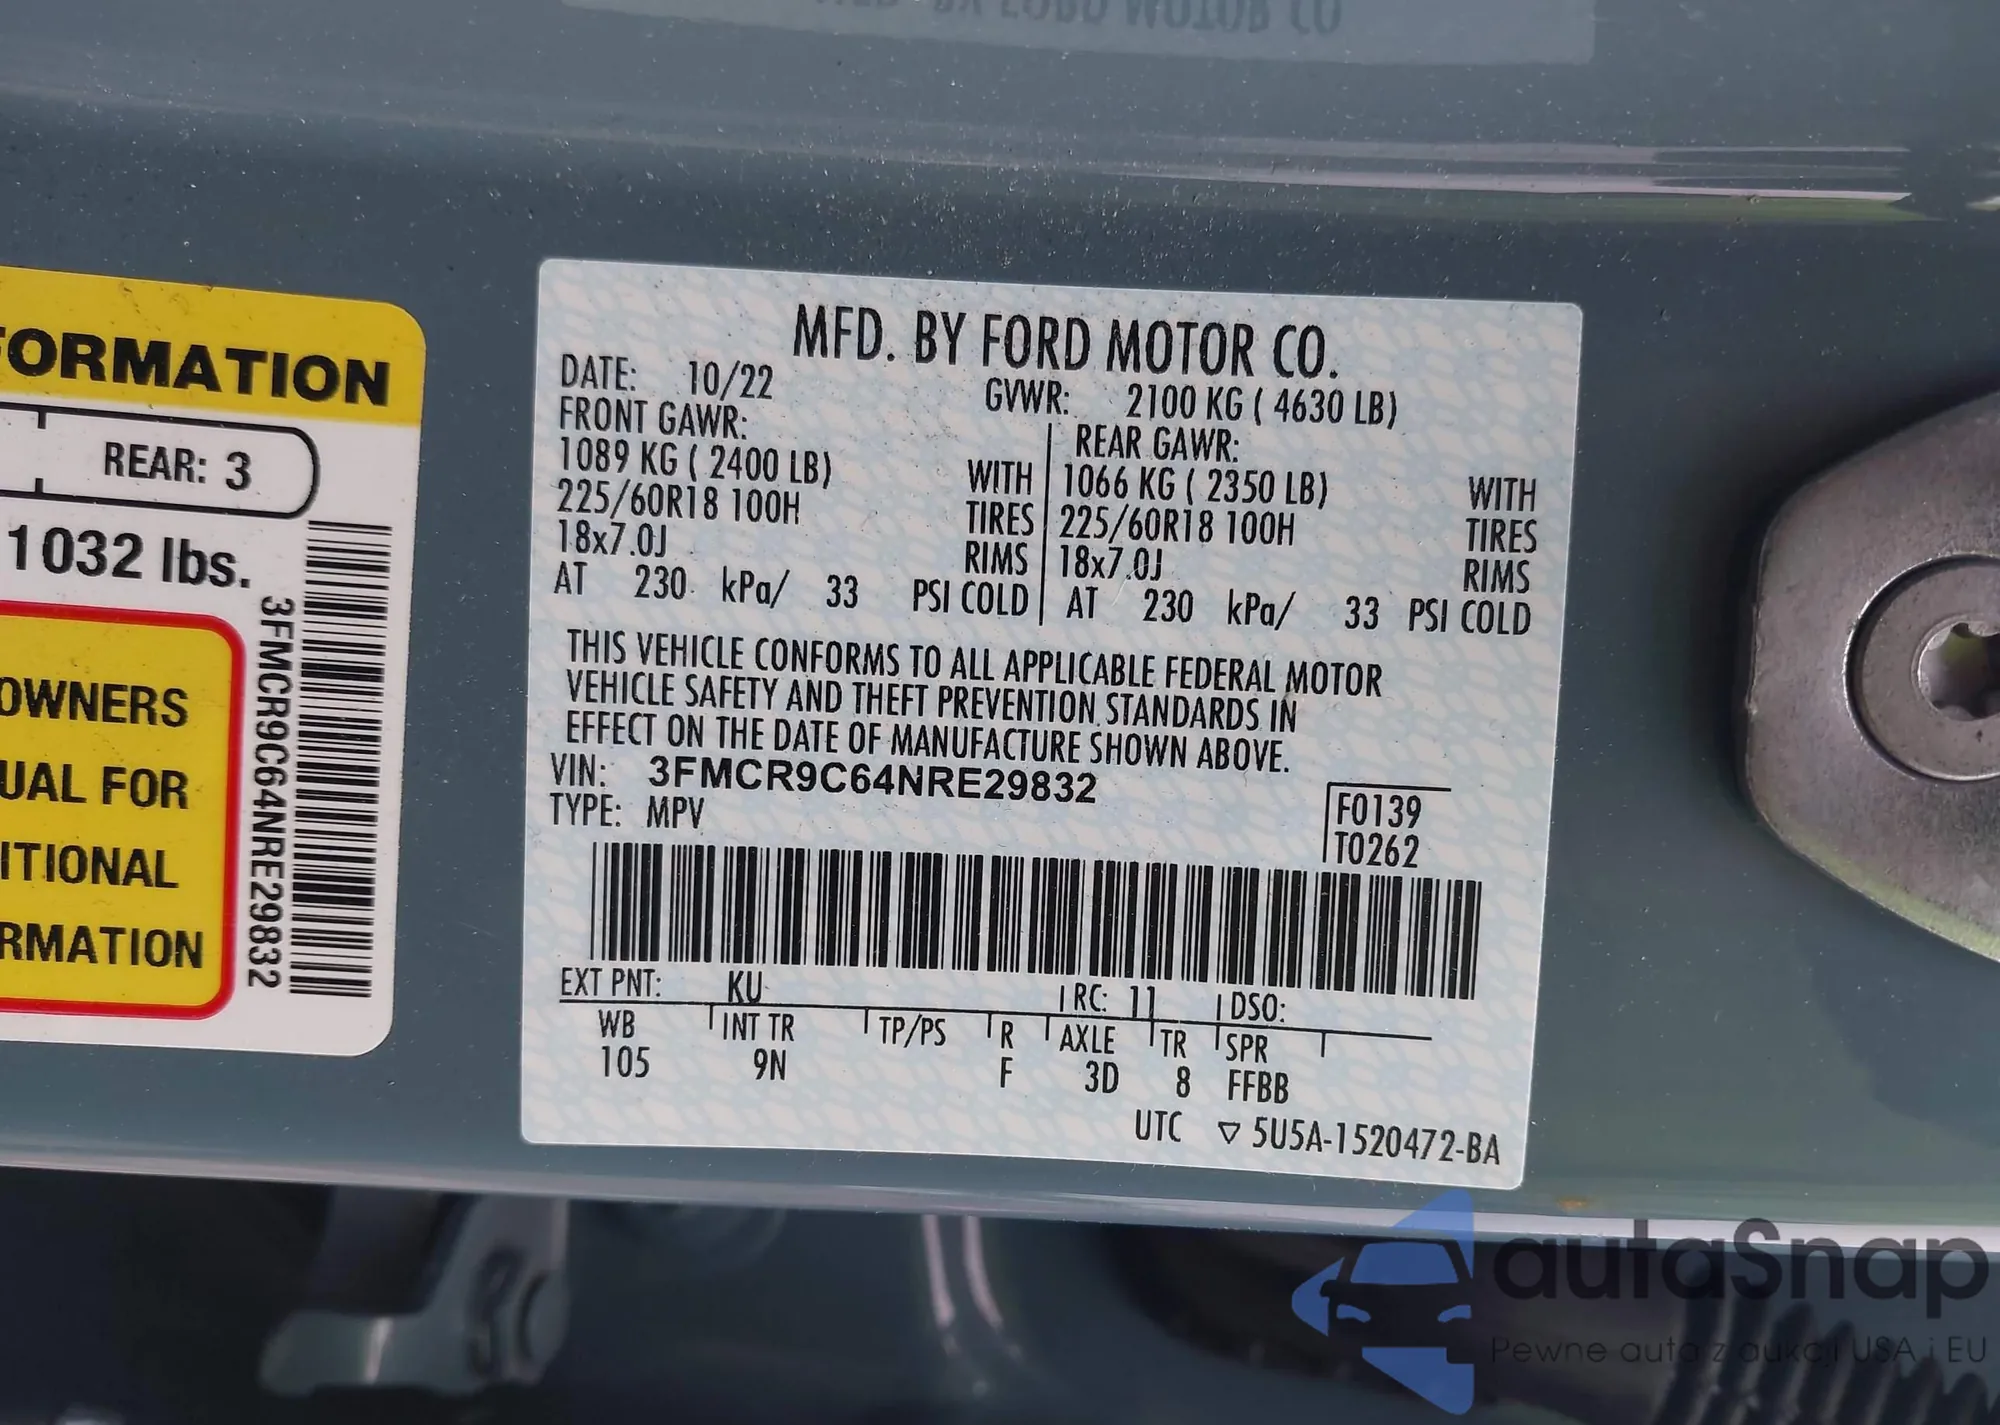 FORMATION
REAR: 3
1032 lbs.
OWNERS
UAL FOR
ITIONAL
RMATION
3FMCR9C64NRE29832
MFD. BY FORD MOTOR CO.
DATE: 10/22 GVWR: 2100 KG ( 4630 LB)
FRONT GAWR: REAR GAWR:
1089 KG ( 2400 LB) WITH 1066 KG ( 2350 LB) WITH
225/60R18 100H TIRES 225/60R18 100H TIRES
18x7.0J RIMS 18x7.0J RIMS
AT 230 kPa/ 33 PSI COLD AT 230 kPa/ 33 PSI COLD
THIS VEHICLE CONFORMS TO ALL APPLICABLE FEDERAL MOTOR
VEHICLE SAFETY AND THEFT PREVENTION STANDARDS IN
EFFECT ON THE DATE OF MANUFACTURE SHOWN ABOVE.
VIN: 3FMCR9C64NRE29832
TYPE: MPV
F0139
T0262
EXT PNT: KU RC: 11 DSO:
WB INT TR TP/PS R AXLE TR SPR
105 9N F 3D 8 FFBB
UTC ▽ 5U5A-1520472-BA
autaSnap
Pewne auta z aukcji USA i EU